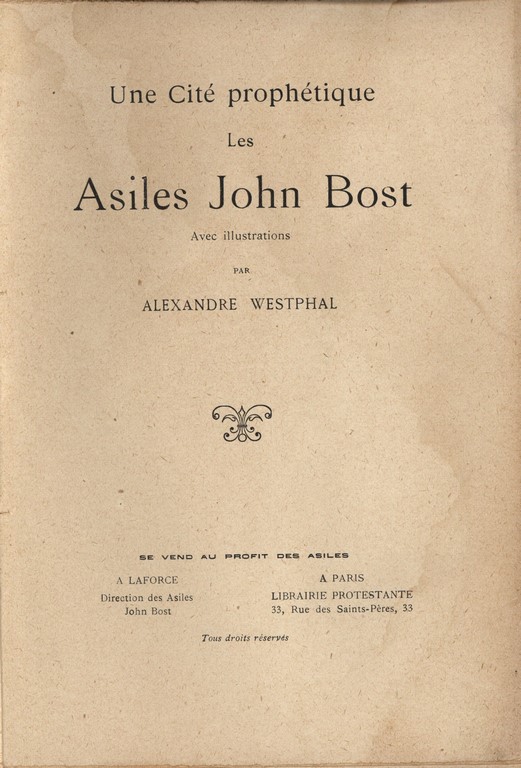 Une Cité prophétique
Les
Asiles John Bost
Avec illustrations
PAR
ALEXANDRE WESTPHAL
SE VEND AU PROFIT DES ASILES
A LAFORCE
Direction des Asiles
John Bost
A PARIS
LIBRAIRIE PROTESTANTE
33, Rue des Saints-Pères, 33
Tous droits réservés